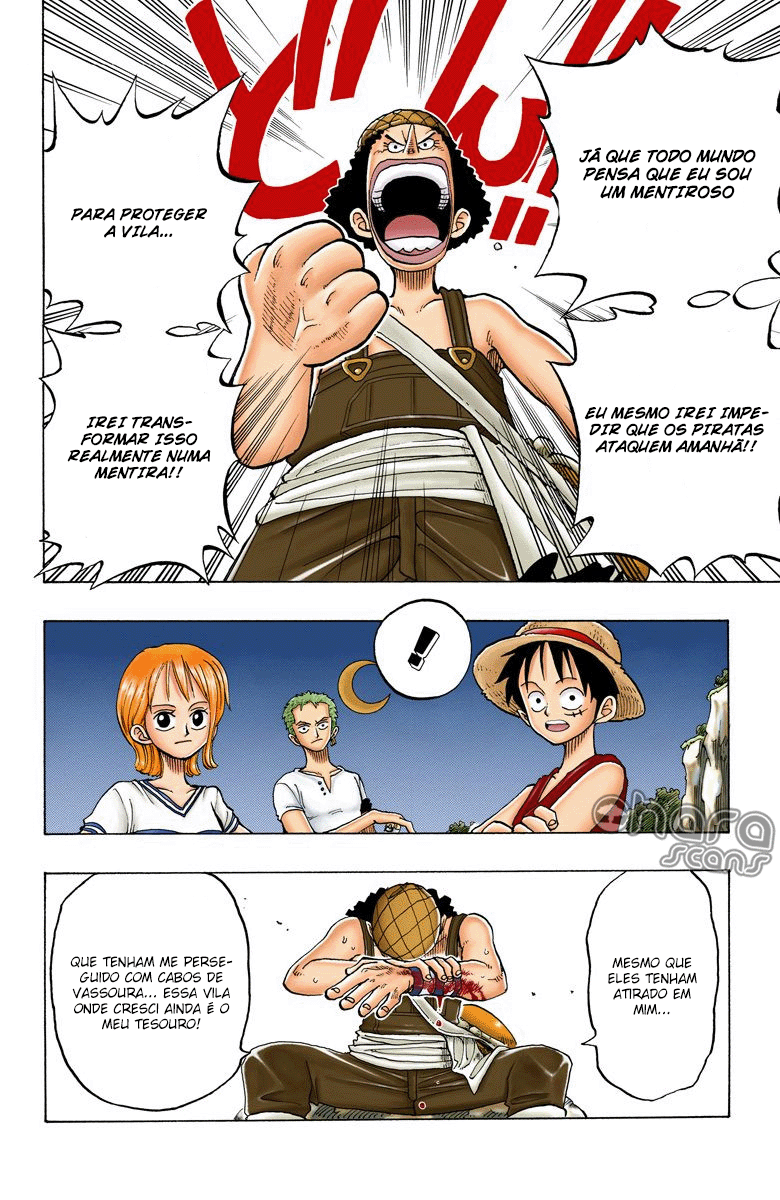 JÁ QUE TODO MUNDO
PENSA QUE EU SOU
UM MENTIROSO
EU MESMO IREI IMPE-
DIR QUE OS PIRATAS
ATAQUEM AMANHÃ!!
PARA PROTEGER
A VILA...
IREI TRANS-
FORMAR ISSO
REALMENTE NUMA
MENTIRA!!
!
MESMO QUE
ELES TENHAM
ATIRADO EM
MIM...
QUE TENHAM ME PERSE-
GUIDO COM CABOS DE
VASSOURA... ESSA VILA
ONDE CRESCI AINDA É O
MEU TESOURO!
Ohara
scans